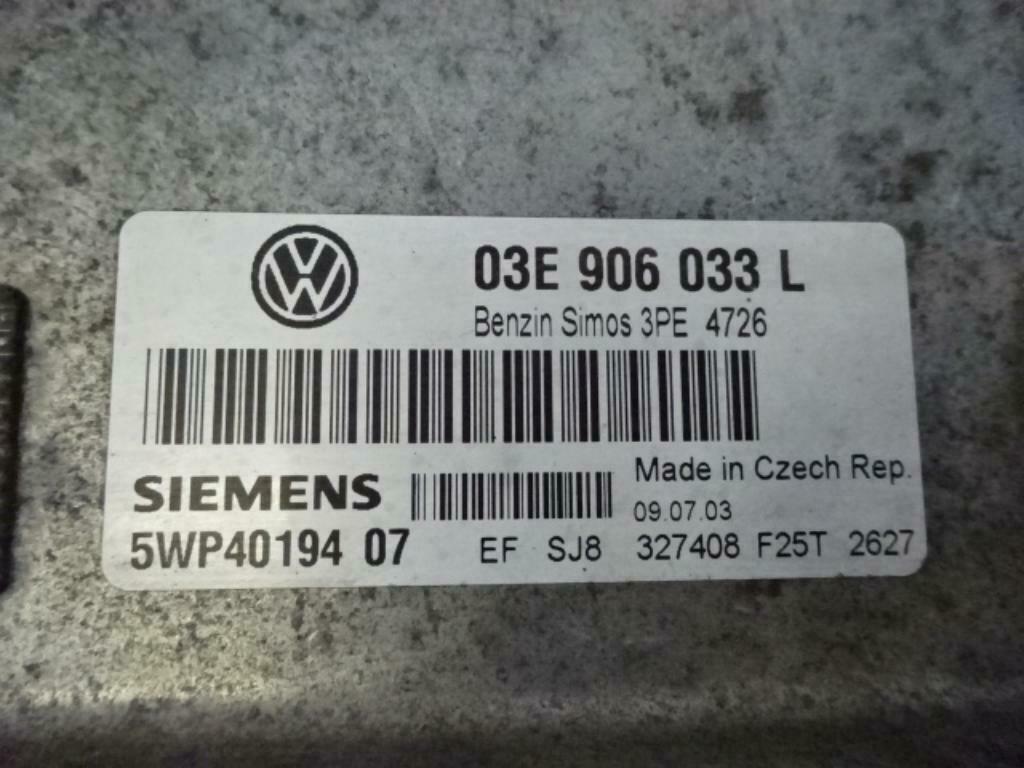 03E 906 033 L
Benzin Simos 3PE 4726
SIEMENS
Made in Czech Rep.
09.07.03
5WP40194 07 EF SJ8 327408 F25T 2627